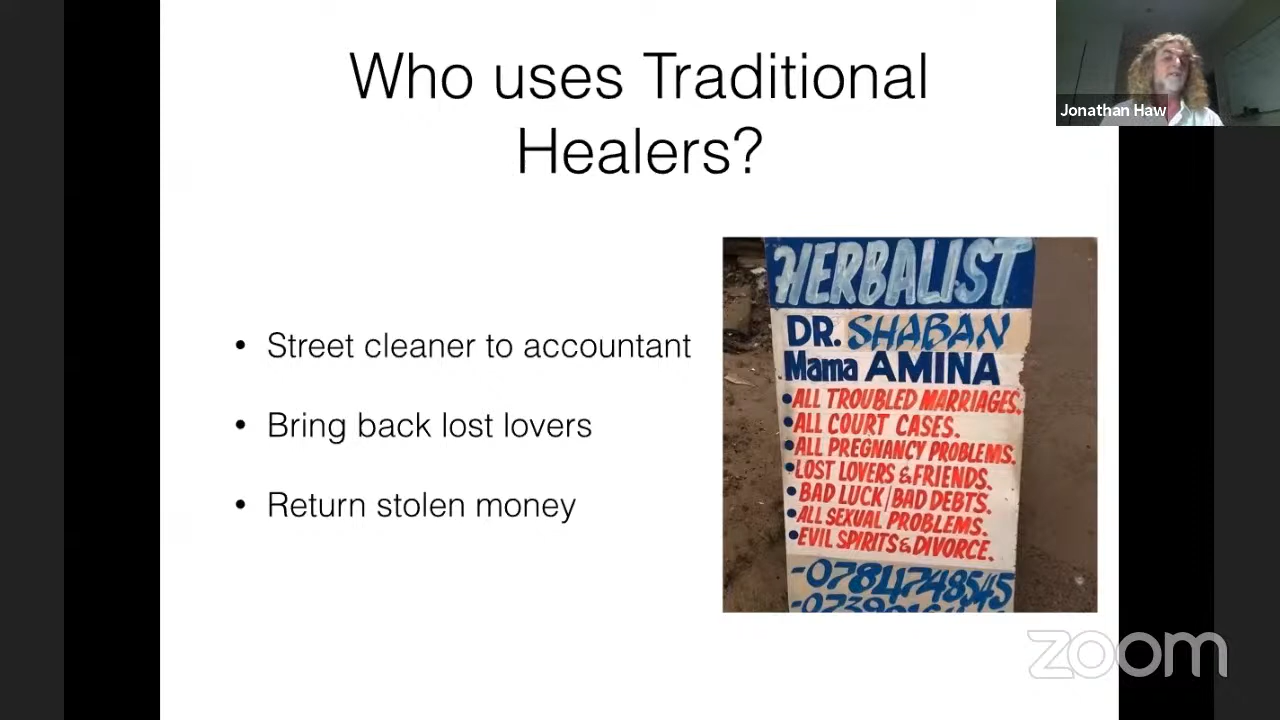 Who uses Traditional
Healers?
Jonathan Haw
• Street cleaner to accountant
• Bring back lost lovers
• Return stolen money
HERBALIST
DR. SHABAN
Mama AMINA
•ALL TROUBLED MARRIAGES.
•ALL COURT CASES.
•ALL PREGNANCY PROBLEMS.
•LOST LOVERS & FRIENDS.
•BAD LUCK/BAD DEBTS.
•ALL SEXUAL PROBLEMS.
•EVIL SPIRITS & DIVORCE.
-0784748545
zoom